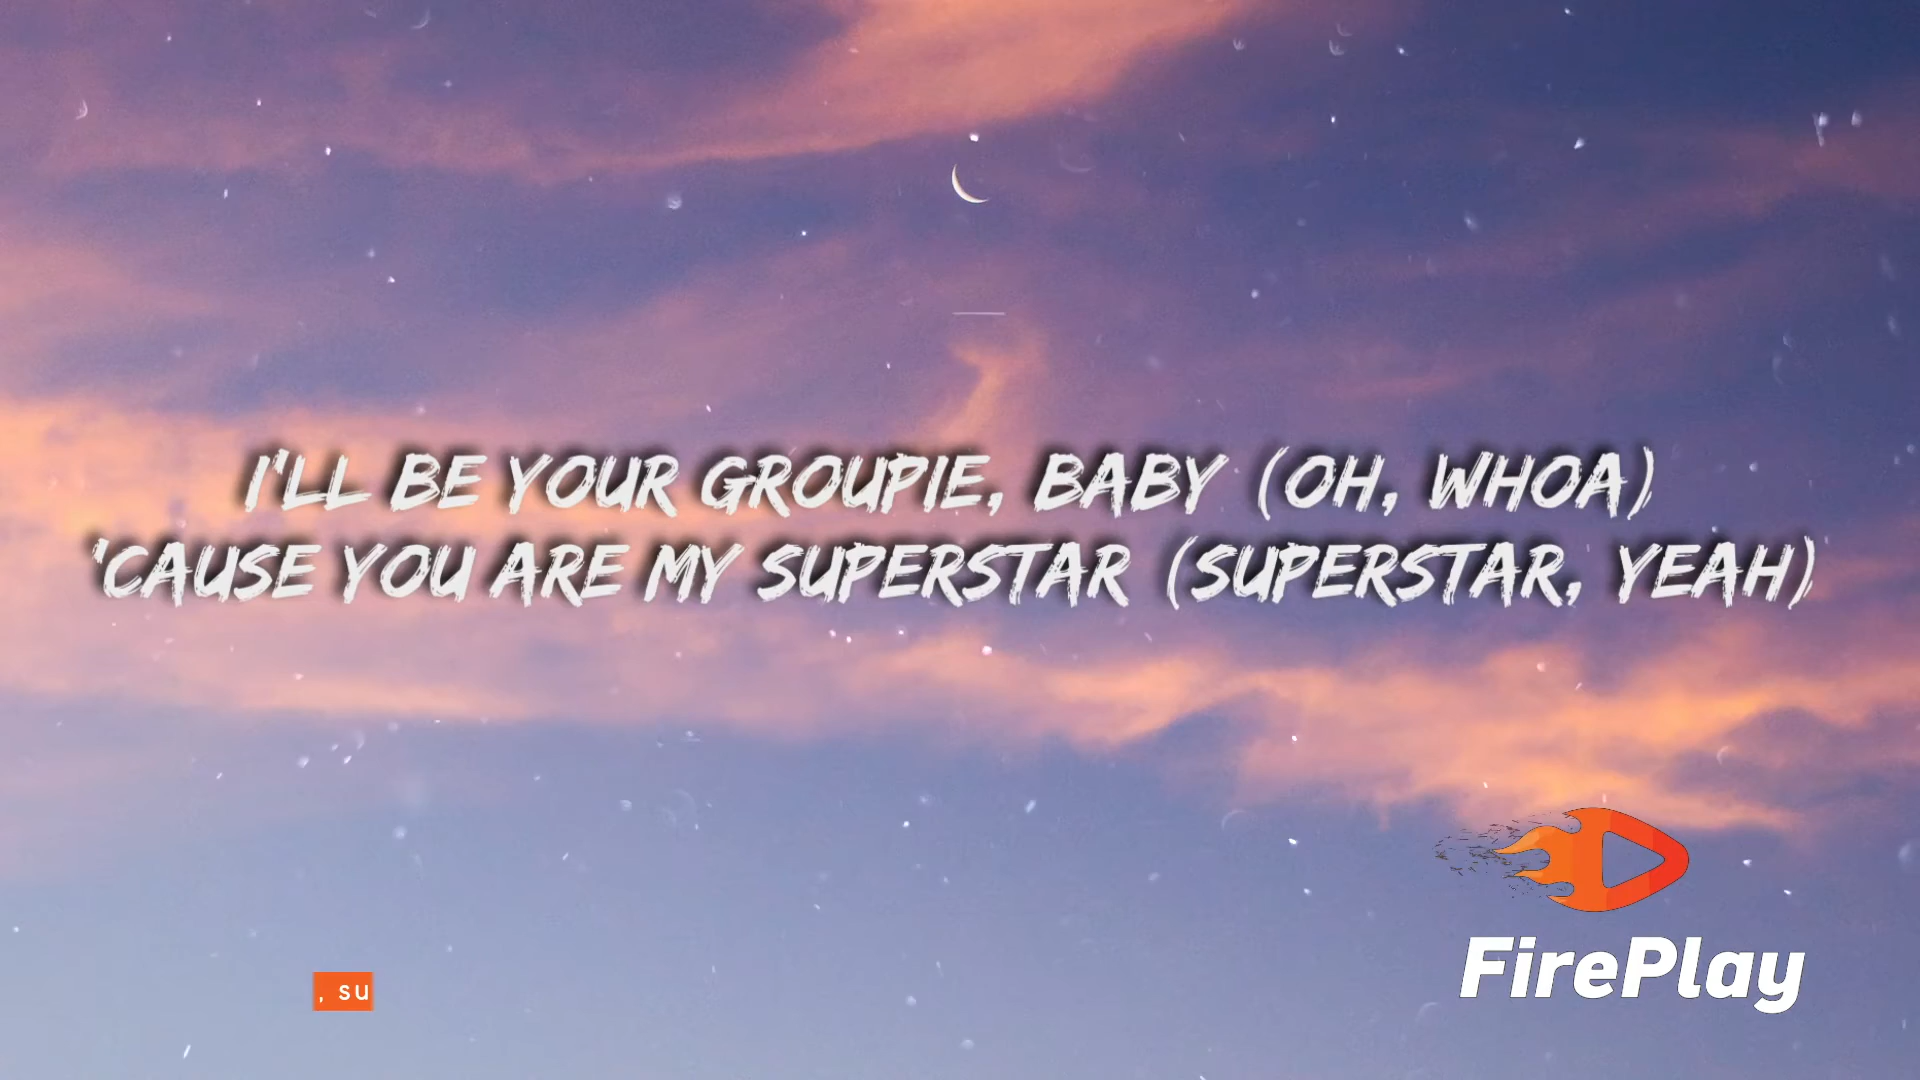 I'LL BE YOUR GROUPIE, BABY (OH, WHOA)
'CAUSE YOU ARE MY SUPERSTAR (SUPERSTAR, YEAH)
, su
FirePlay